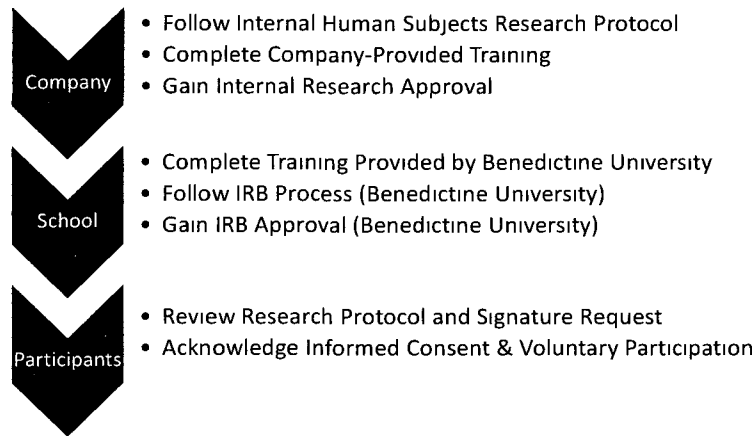 Company
• Follow Internal Human Subjects Research Protocol
• Complete Company-Provided Training
• Gain Internal Research Approval
School
• Complete Training Provided by Benedictine University
• Follow IRB Process (Benedictine University)
• Gain IRB Approval (Benedictine University)
Participants
• Review Research Protocol and Signature Request
• Acknowledge Informed Consent & Voluntary Participation